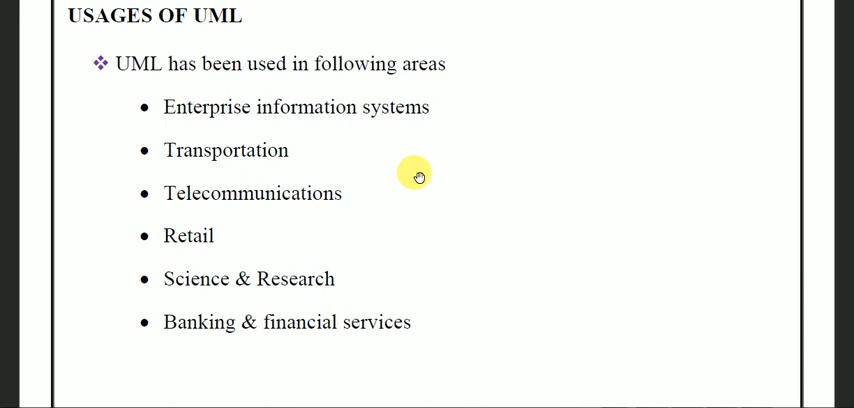 USAGES OF UML
❖ UML has been used in following areas
• Enterprise information systems
• Transportation
• Telecommunications
• Retail
• Science & Research
• Banking & financial services